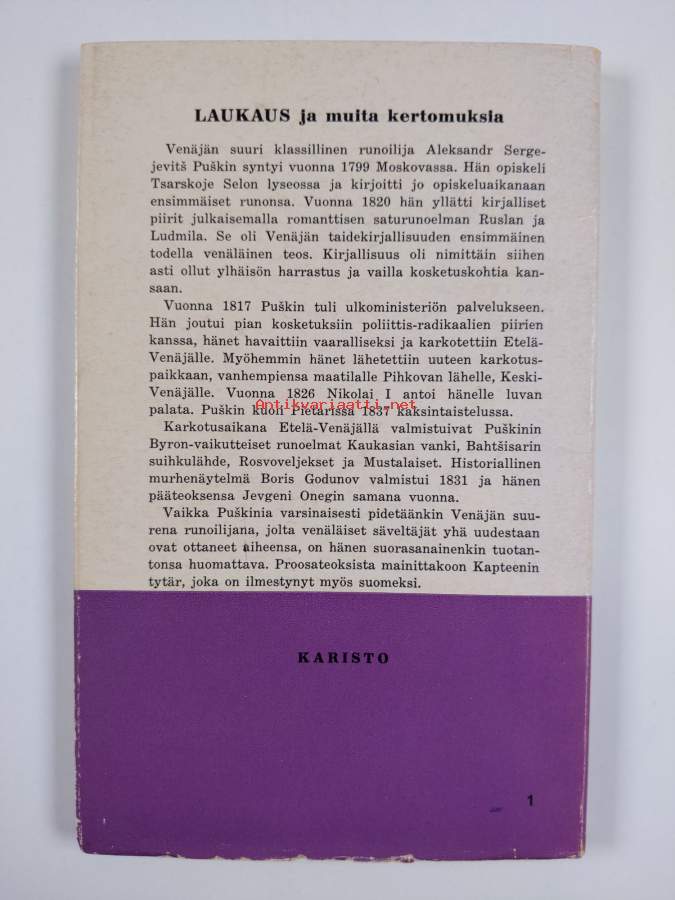 LAUKAUS ja muita kertomuksia
Venäjän suuri klassillinen runoilija Aleksandr Serge-
jevitš Puškin syntyi vuonna 1799 Moskovassa. Hän opiskeli
Tsarskoje Selon lyseossa ja kirjoitti jo opiskeluaikanaan
ensimmäiset runonsa. Vuonna 1820 hän yllätti kirjalliset
piirit julkaisemalla romanttisen saturunoelman Ruslan ja
Ludmila. Se oli Venäjän taidekirjallisuuden ensimmäinen
todella venäläinen teos. Kirjallisuus oli nimittäin siihen
asti ollut ylhäisön harrastus ja vailla kosketuskohtia kan-
saan.
Vuonna 1817 Puškin tuli ulkoministeriön palvelukseen.
Hän joutui pian kosketuksiin poliittis-radikaalien piirien
kanssa, hänet havaittiin vaaralliseksi ja karkotettiin Etelä-
Venäjälle. Myöhemmin hänet lähetettiin uuteen karkotus-
paikkaan, vanhempiensa maatilalle Pihkovan lähelle, Keski-
Venäjälle. Vuonna 1826 Nikolai I antoi hänelle luvan
palata. Puškin kuoli Pietarissa 1837 kaksintaistelussa.
Antikvariaatti.net
Karkotusaikana Etelä-Venäjällä valmistuivat Puškinin
Byron-vaikutteiset runoelmat Kaukasian vanki, Bahtšisarin
suihkulähde, Rosvoveljekset ja Mustalaiset. Historiallinen
murhenäytelmä Boris Godunov valmistui 1831 ja hänen
pääteoksensa Jevgeni Onegin samana vuonna.
Vaikka Puškinia varsinaisesti pidetäänkin Venäjän suu-
rena runoilijana, jolta venäläiset säveltäjät yhä uudestaan
ovat ottaneet aiheensa, on hänen suorasanainenkin tuotan-
tonsa huomattava. Proosateoksista mainittakoon Kapteenin
tytär, joka on ilmestynyt myös suomeksi.
KARISTO
1